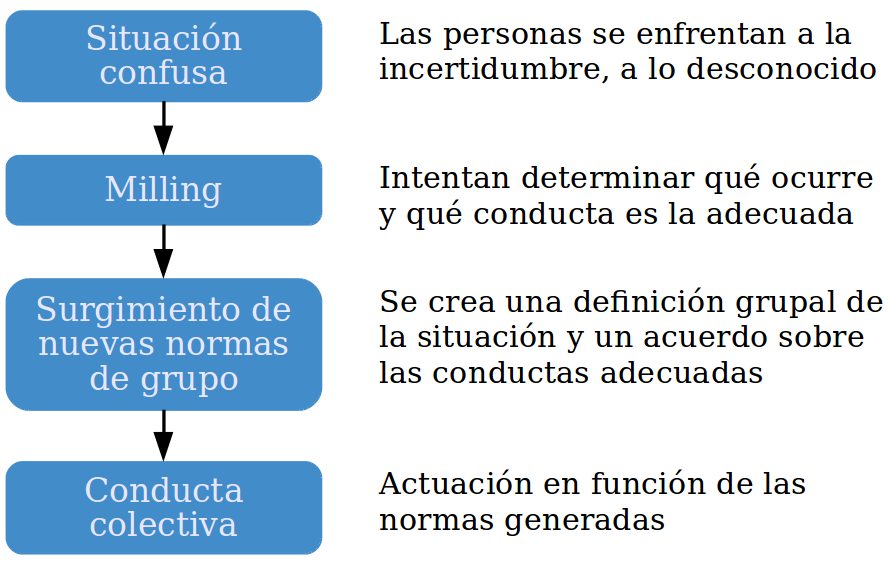 Situación
confusa
Las personas se enfrentan a la
incertidumbre, a lo desconocido
Milling
Intentan determinar qué ocurre
y qué conducta es la adecuada
Surgimiento de
nuevas normas
de grupo
Se crea una definición grupal de
la situación y un acuerdo sobre
las conductas adecuadas
Conducta
colectiva
Actuación en función de las
normas generadas